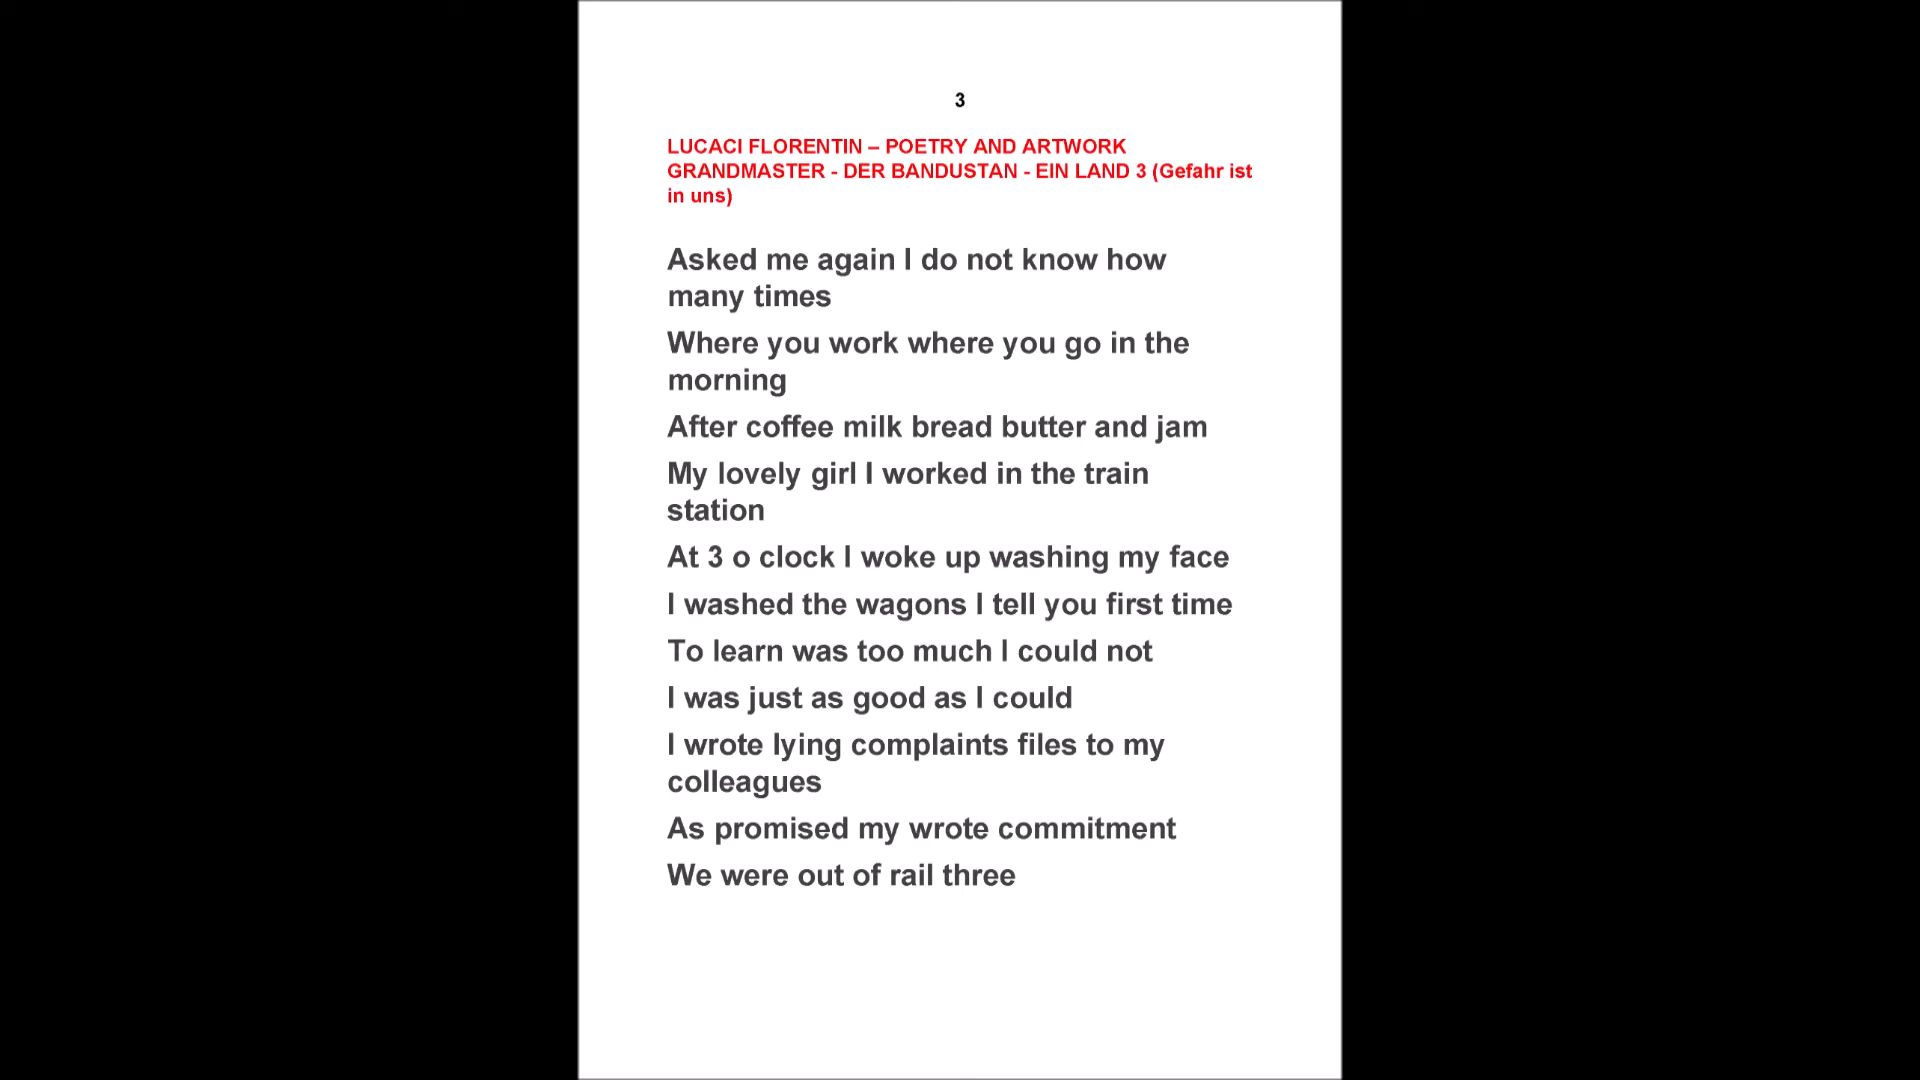 3
LUCACI FLORENTIN – POETRY AND ARTWORK
GRANDMASTER - DER BANDUSTAN - EIN LAND 3 (Gefahr ist
in uns)
Asked me again I do not know how
many times
Where you work where you go in the
morning
After coffee milk bread butter and jam
My lovely girl I worked in the train
station
At 3 o clock I woke up washing my face
I washed the wagons I tell you first time
To learn was too much I could not
I was just as good as I could
I wrote lying complaints files to my
colleagues
As promised my wrote commitment
We were out of rail three